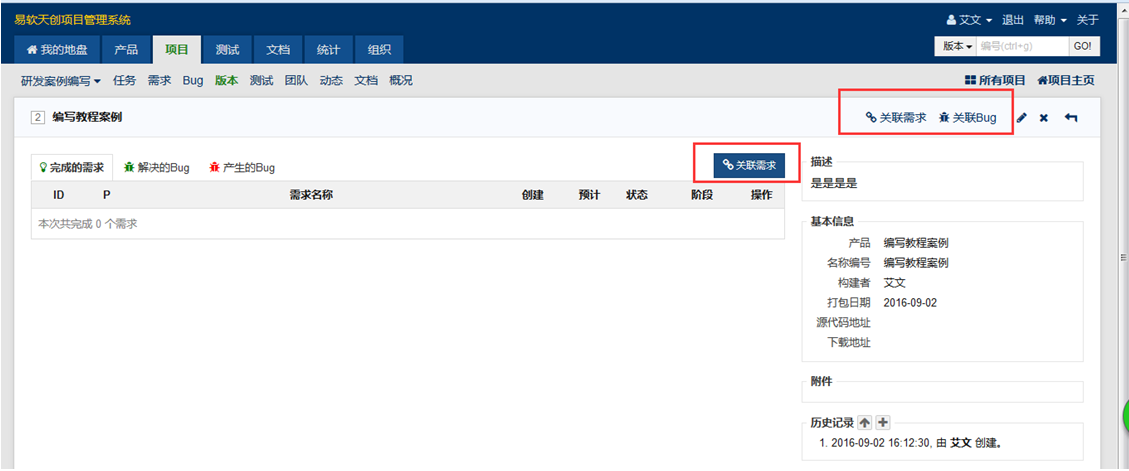 易软天创项目管理系统
艾文 退出 帮助 关于
我的地盘 产品 项目 测试 文档 统计 组织
版本 编号(ctrl+g) GO!
研发案例编写 任务 需求 Bug 版本 测试 团队 动态 文档 概况
所有项目 项目主页
2 编写教程案例
关联需求 关联Bug
完成的需求 解决的Bug 产生的Bug
关联需求
ID P 需求名称 创建 预计 状态 阶段 操作
本次共完成 0 个需求
描述
是是是是
基本信息
产品 编写教程案例
名称编号 编写教程案例
构建者 艾文
打包日期 2016-09-02
源代码地址
下载地址
附件
历史记录
1. 2016-09-02 16:12:30, 由 艾文 创建。